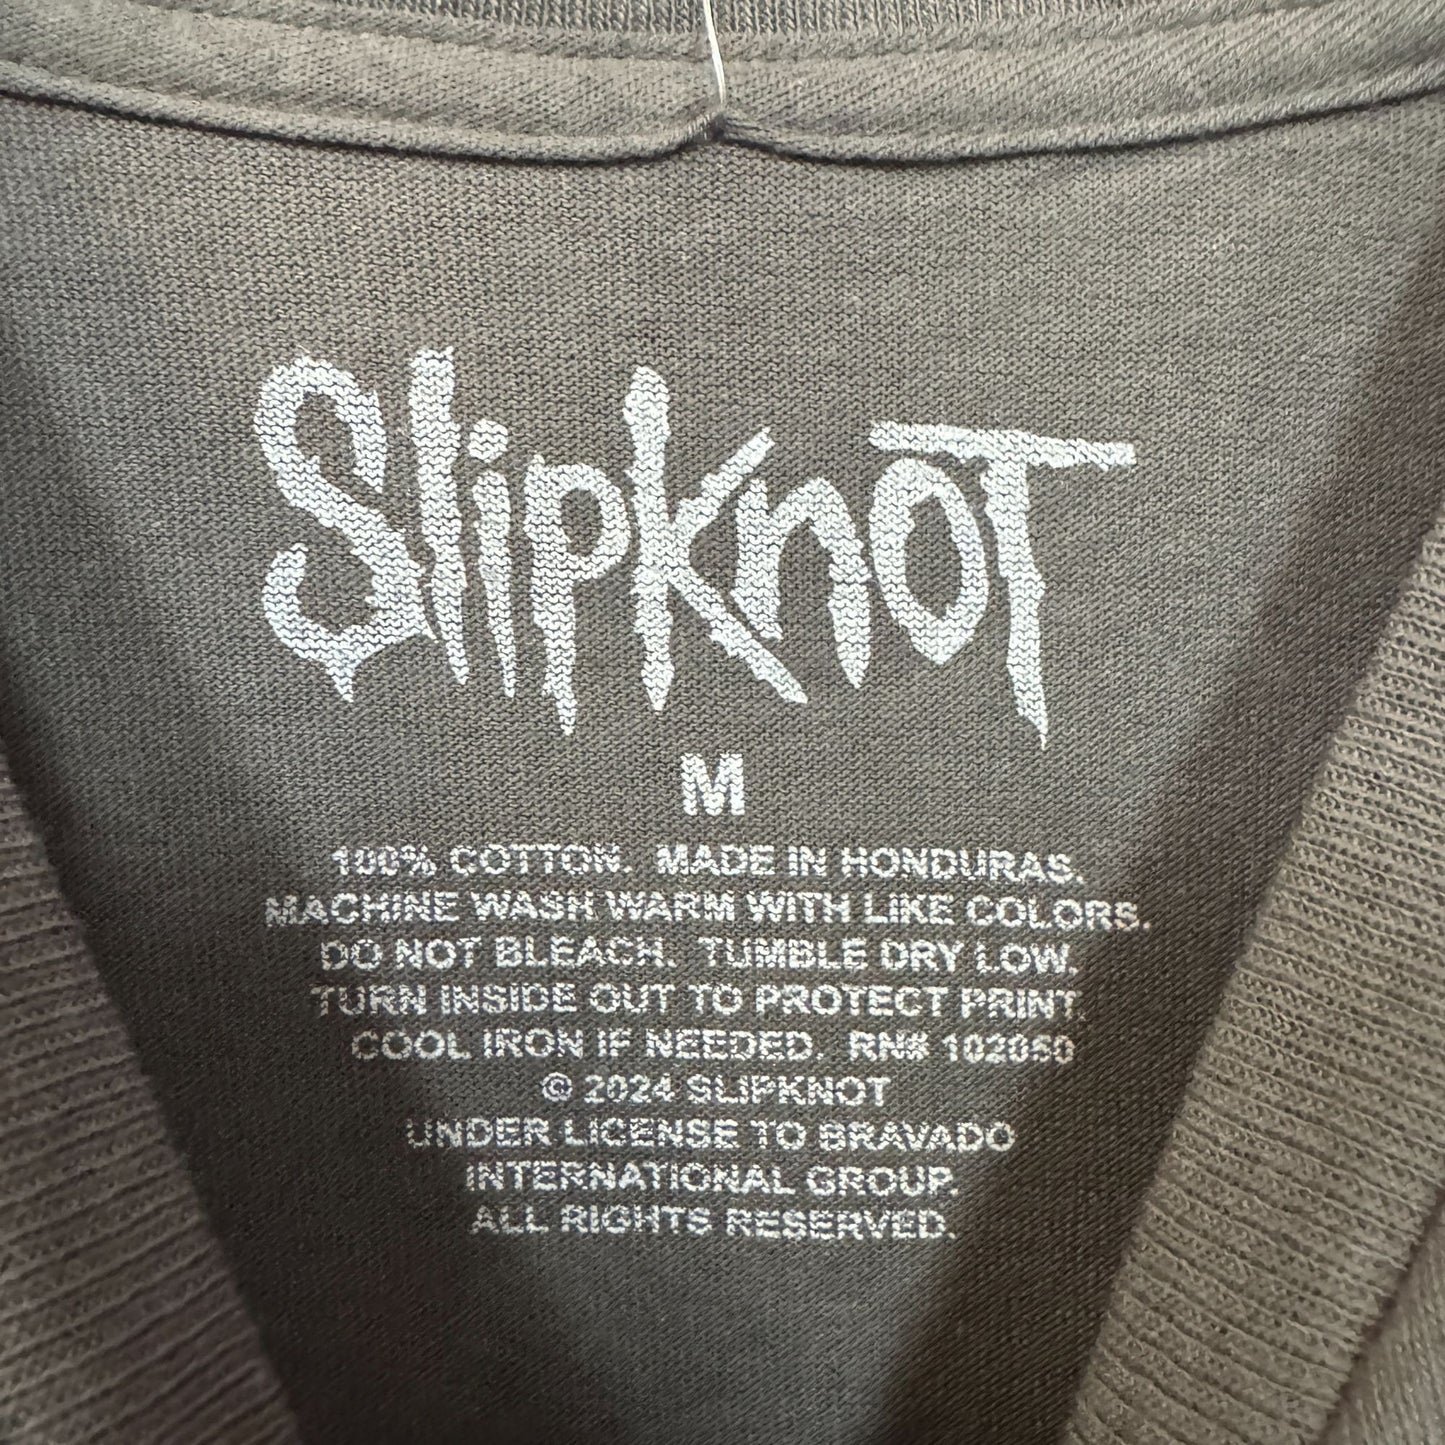 Slipknot
M
100% COTTON. MADE IN HONDURAS.
MACHINE WASH WARM WITH LIKE COLORS.
DO NOT BLEACH. TUMBLE DRY LOW.
TURN INSIDE OUT TO PROTECT PRINT.
COOL IRON IF NEEDED. RN# 102050
© 2024 SLIPKNOT
UNDER LICENSE TO BRAVADO
INTERNATIONAL GROUP.
ALL RIGHTS RESERVED.